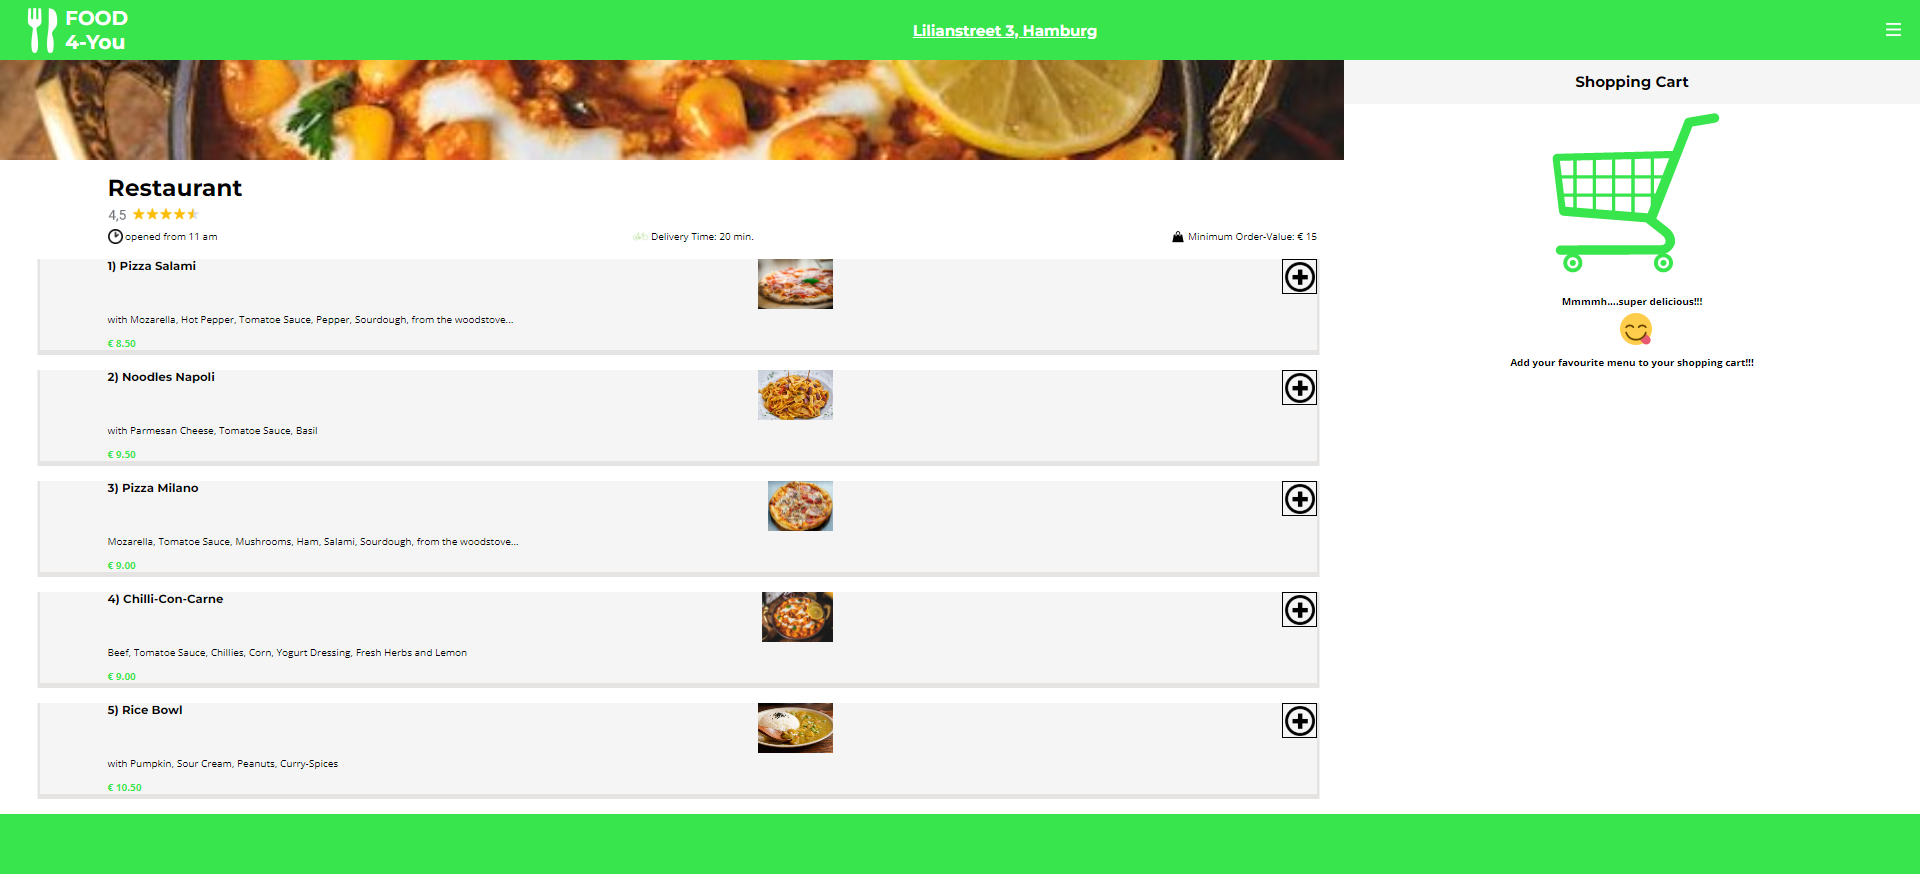 FOOD
4-You
Lilianstreet 3, Hamburg
Shopping Cart
Restaurant
4,5
opened from 11 am
Delivery Time: 20 min.
Minimum Order-Value: € 15
1) Pizza Salami
with Mozarella, Hot Pepper, Tomatoe Sauce, Pepper, Sourdough, from the woodstove...
€ 8.50
2) Noodles Napoli
with Parmesan Cheese, Tomatoe Sauce, Basil
€ 9.50
3) Pizza Milano
Mozarella, Tomatoe Sauce, Mushrooms, Ham, Salami, Sourdough, from the woodstove...
€ 9.00
4) Chilli-Con-Carne
Beef, Tomatoe Sauce, Chillies, Corn, Yogurt Dressing, Fresh Herbs and Lemon
€ 9.00
5) Rice Bowl
with Pumpkin, Sour Cream, Peanuts, Curry-Spices
€ 10.50
Mmmmh....super delicious!!!
Add your favourite menu to your shopping cart!!!